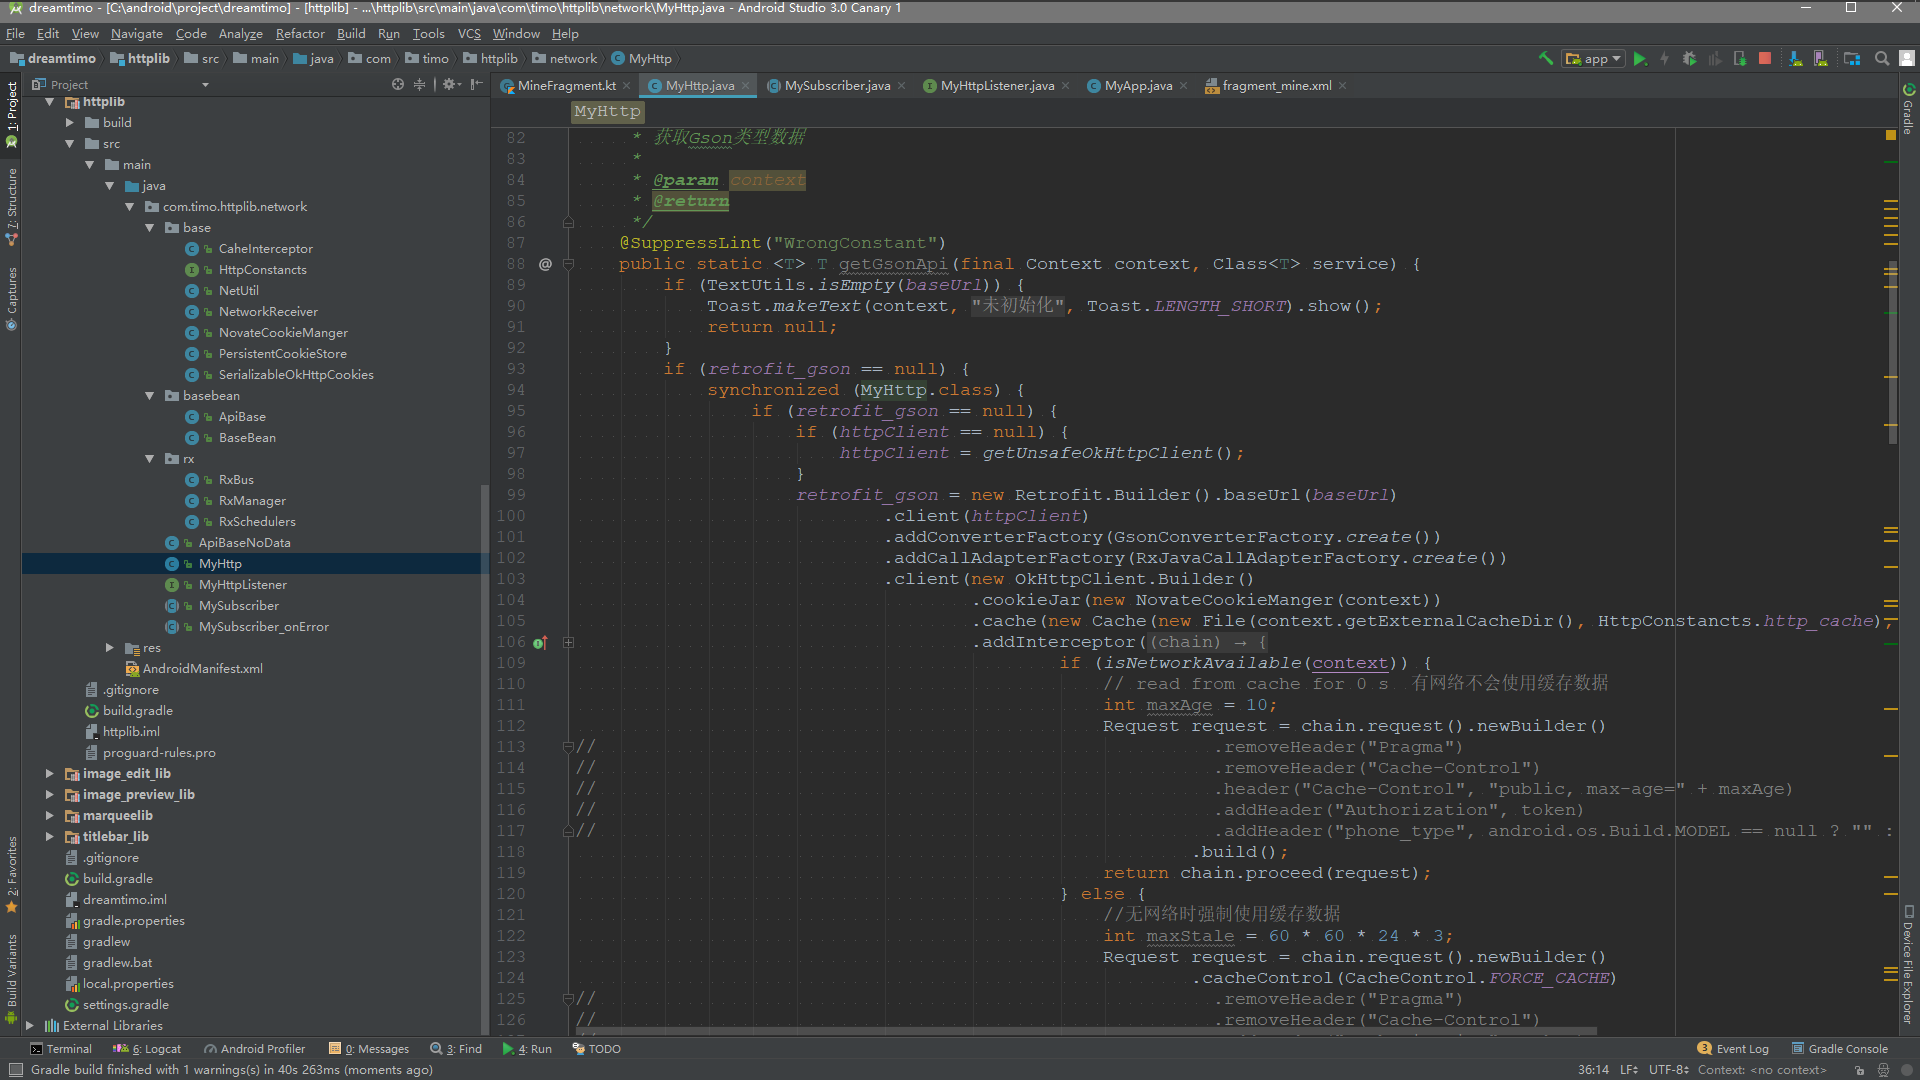 dreamtimo - [C:\android\project\dreamtimo] - [httplib] - ...\httplib\src\main\java\com\timo\httplib\network\MyHttp.java - Android Studio 3.0 Canary 1
File Edit View Navigate Code Analyze Refactor Build Run Tools VCS Window Help
dreamtimo httplib src main java com timo httplib network MyHttp
app
Project
MineFragment.kt MyHttp.java MySubscriber.java MyHttpListener.java MyApp.java fragment_mine.xml
1: Project
7: Structure
Captures
2: Favorites
Build Variants
httplib
build
src
main
java
com.timo.httplib.network
base
CaheInterceptor
HttpConstancts
NetUtil
NetworkReceiver
NovateCookieManger
PersistentCookieStore
SerializableOkHttpCookies
basebean
ApiBase
BaseBean
rx
RxBus
RxManager
RxSchedulers
ApiBaseNoData
MyHttp
MyHttpListener
MySubscriber
MySubscriber_onError
res
AndroidManifest.xml
.gitignore
build.gradle
httplib.iml
proguard-rules.pro
image_edit_lib
image_preview_lib
marqueelib
titlebar_lib
.gitignore
build.gradle
dreamtimo.iml
gradle.properties
gradlew
gradlew.bat
local.properties
settings.gradle
External Libraries
MyHttp
82 * 获取Gson类型数据
83 *
84 * @param context
85 * @return
86 */
87 @SuppressLint("WrongConstant")
88 @ public static <T> T getGsonApi(final Context context, Class<T> service) {
89 if (TextUtils.isEmpty(baseUrl)) {
90 Toast.makeText(context, "未初始化", Toast.LENGTH_SHORT).show();
91 return null;
92 }
93 if (retrofit_gson == null) {
94 synchronized (MyHttp.class) {
95 if (retrofit_gson == null) {
96 if (httpClient == null) {
97 httpClient = getUnsafeOkHttpClient();
98 }
99 retrofit_gson = new Retrofit.Builder().baseUrl(baseUrl)
100 .client(httpClient)
101 .addConverterFactory(GsonConverterFactory.create())
102 .addCallAdapterFactory(RxJavaCallAdapterFactory.create())
103 .client(new OkHttpClient.Builder()
104 .cookieJar(new NovateCookieManger(context))
105 .cache(new Cache(new File(context.getExternalCacheDir(), HttpConstancts.http_cache),
106 .addInterceptor((chain) → {
109 if (isNetworkAvailable(context)) {
110 // read from cache for 0 s 有网络不会使用缓存数据
111 int maxAge = 10;
112 Request request = chain.request().newBuilder()
113 // .removeHeader("Pragma")
114 // .removeHeader("Cache-Control")
115 // .header("Cache-Control", "public, max-age=" + maxAge)
116 // .addHeader("Authorization", token)
117 // .addHeader("phone_type", android.os.Build.MODEL == null ? "" :
118 .build();
119 return chain.proceed(request);
120 } else {
121 //无网络时强制使用缓存数据
122 int maxStale = 60 * 60 * 24 * 3;
123 Request request = chain.request().newBuilder()
124 .cacheControl(CacheControl.FORCE_CACHE)
125 // .removeHeader("Pragma")
126 // .removeHeader("Cache-Control")
Gradle
Device File Explorer
Terminal 6: Logcat Android Profiler 0: Messages 3: Find 4: Run TODO 3 Event Log Gradle Console
Gradle build finished with 1 warnings(s) in 40s 263ms (moments ago) 36:14 LF UTF-8 Context: <no context>